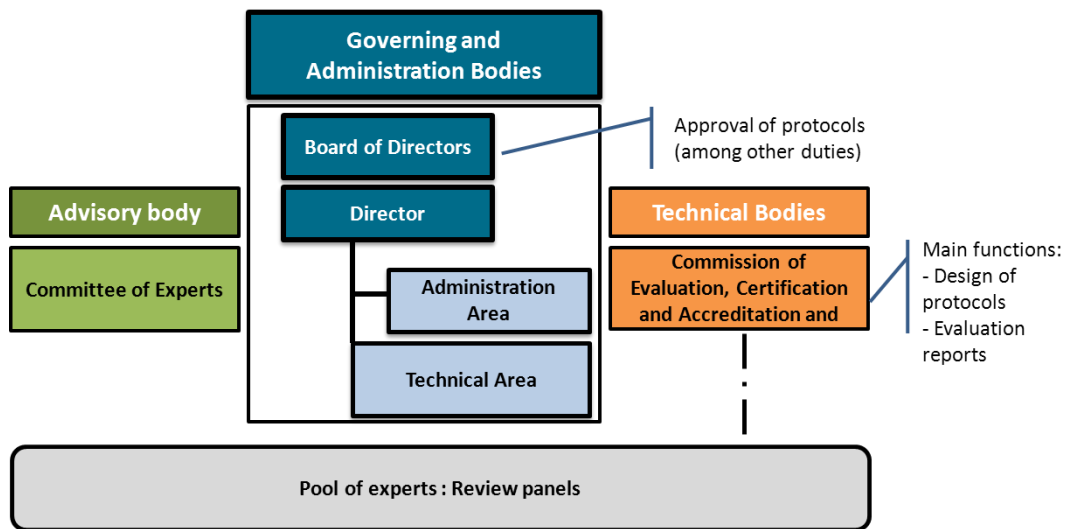 Governing and
Administration Bodies
Board of Directors
Approval of protocols
(among other duties)
Director
Advisory body
Committee of Experts
Administration
Area
Technical Area
Technical Bodies
Commission of
Evaluation, Certification
and Accreditation and
Main functions:
- Design of
protocols
- Evaluation
reports
Pool of experts : Review panels